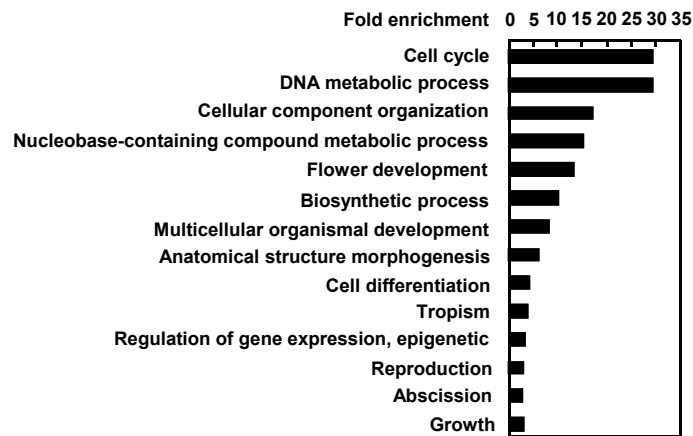 Fold enrichment 0 5 10 15 20 25 30 35
Cell cycle
DNA metabolic process
Cellular component organization
Nucleobase-containing compound metabolic process
Flower development
Biosynthetic process
Multicellular organismal development
Anatomical structure morphogenesis
Cell differentiation
Tropism
Regulation of gene expression, epigenetic
Reproduction
Abscission
Growth